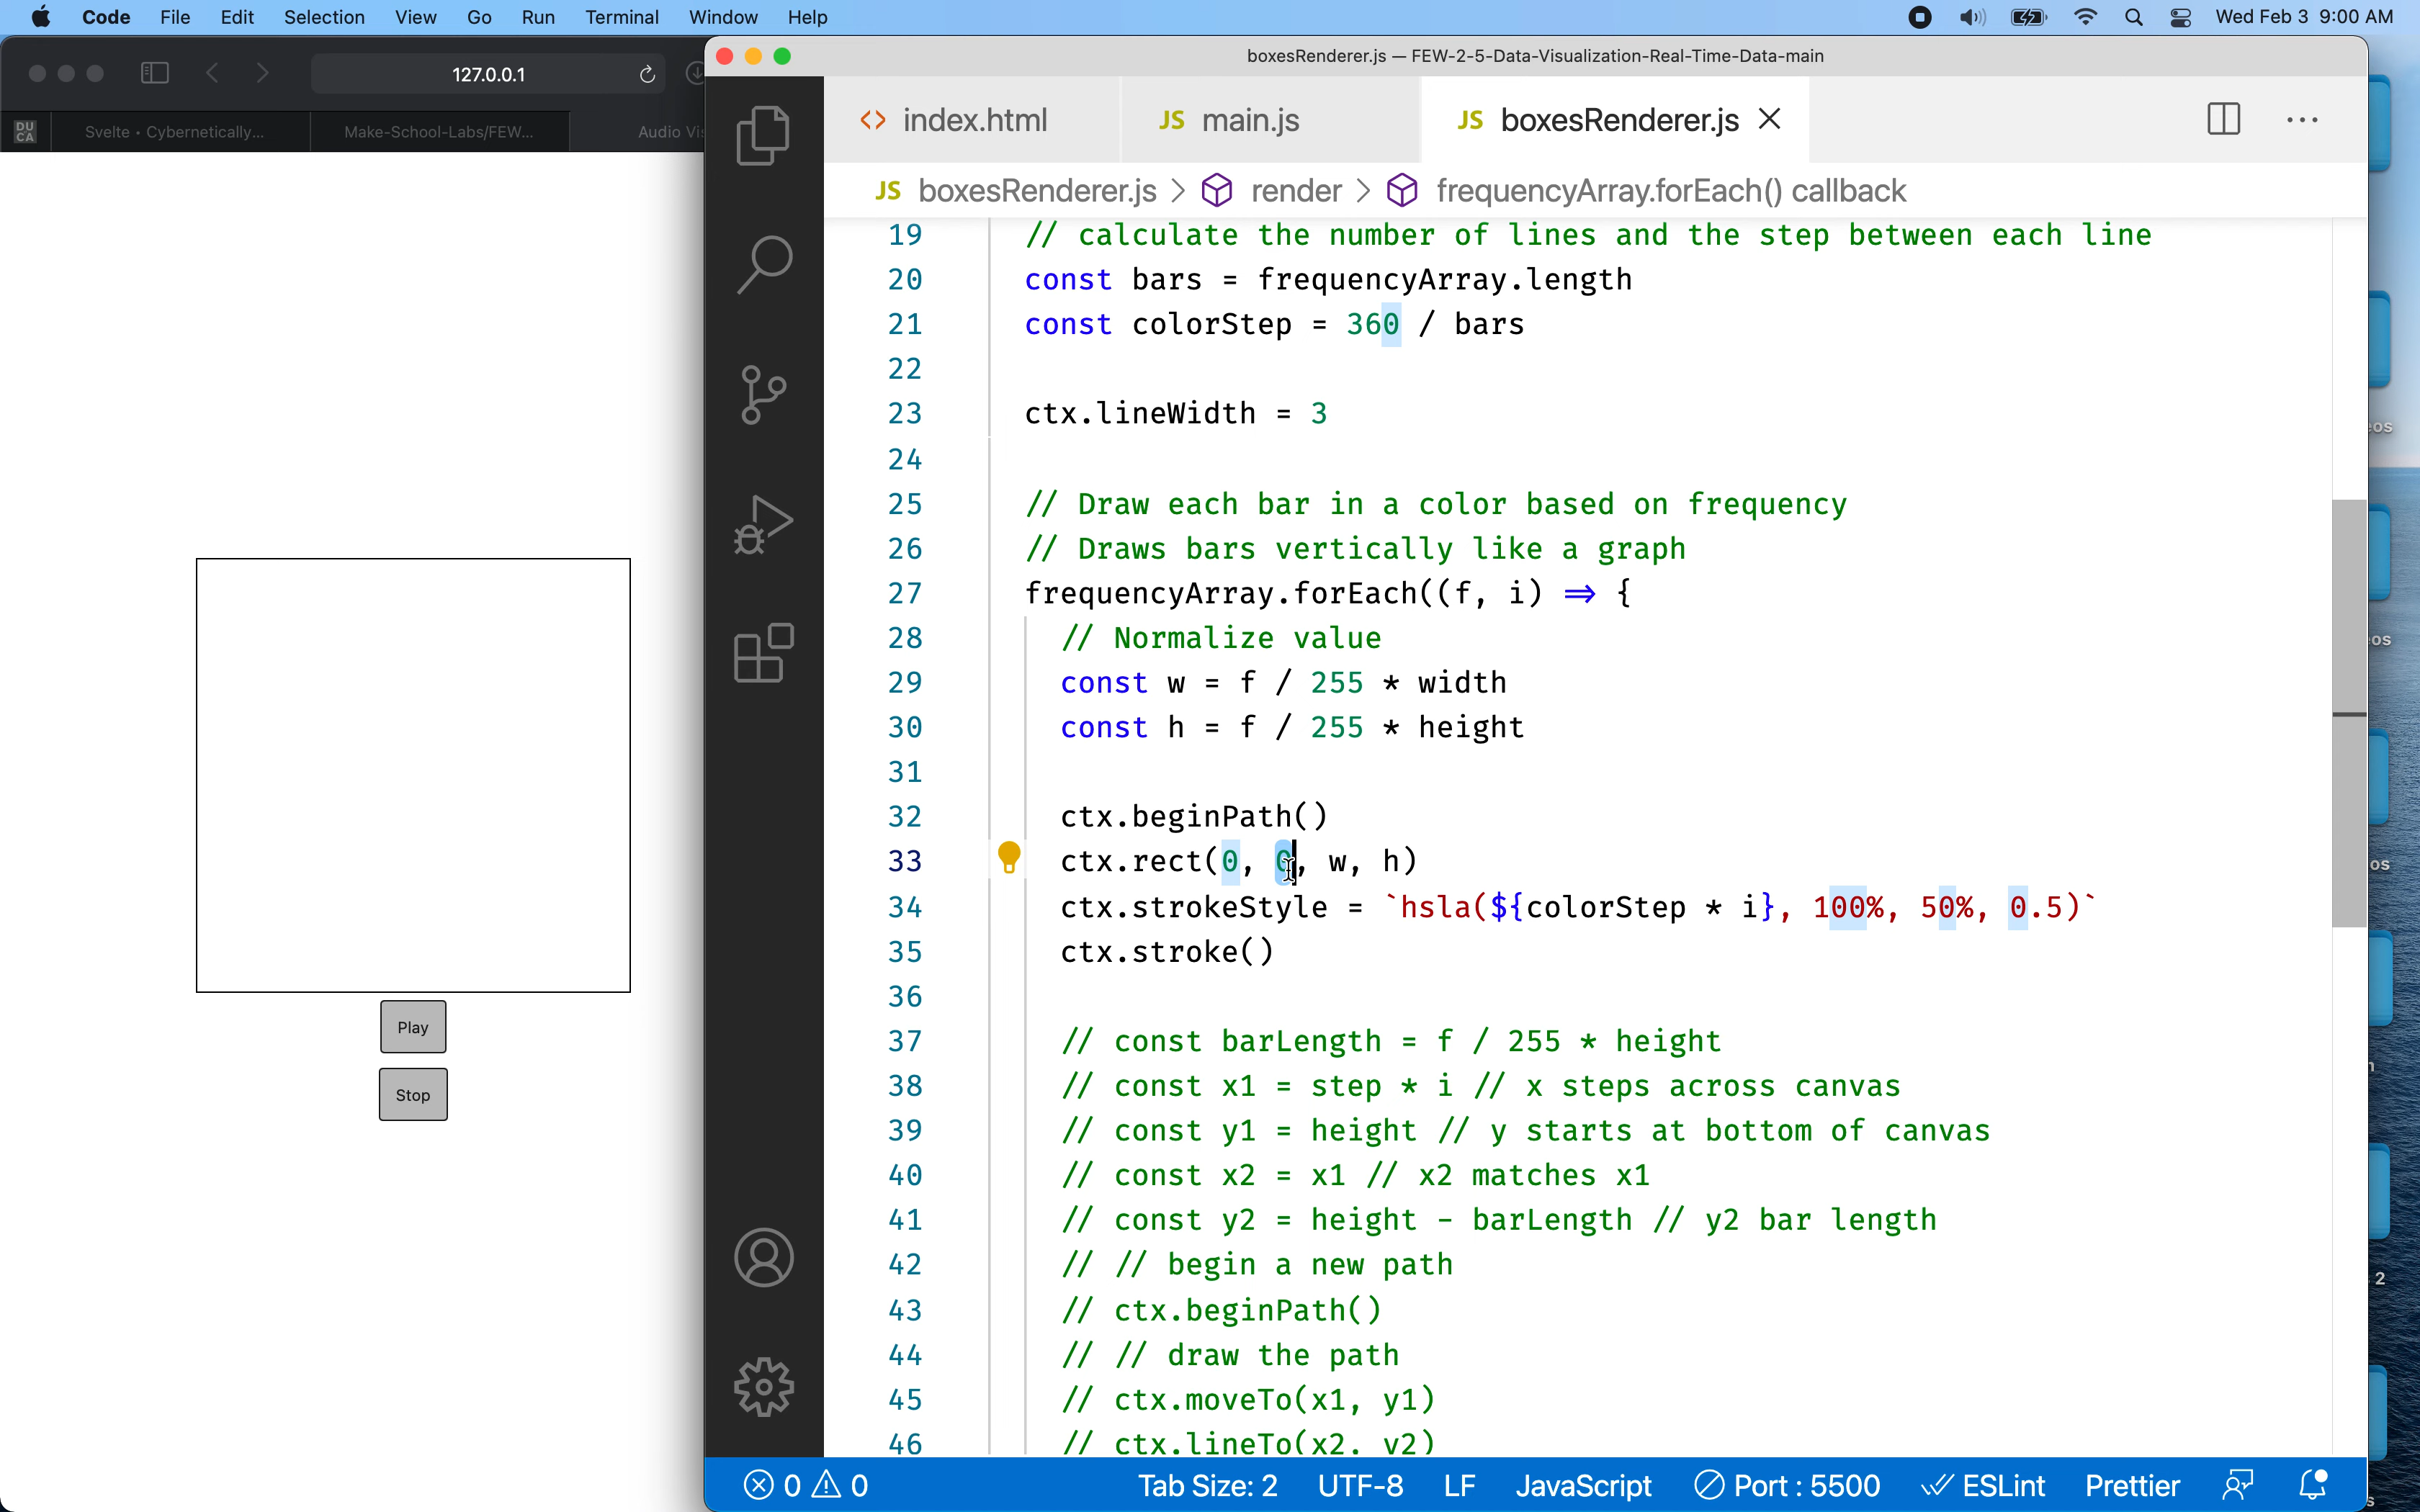 Code File Edit Selection View Go Run Terminal Window Help
Wed Feb 3 9:00 AM
127.0.0.1
DU
CA
Svelte • Cybernetically...
Make-School-Labs/FEW...
Audio Vi
boxesRenderer.js — FEW-2-5-Data-Visualization-Real-Time-Data-main
<> index.html
JS main.js
JS boxesRenderer.js
JS boxesRenderer.js > render > frequencyArray.forEach() callback
19 // calculate the number of lines and the step between each line
20 const bars = frequencyArray.length
21 const colorStep = 360 / bars
22
23 ctx.lineWidth = 3
24
25 // Draw each bar in a color based on frequency
26 // Draws bars vertically like a graph
27 frequencyArray.forEach((f, i) => {
28 // Normalize value
29 const w = f / 255 * width
30 const h = f / 255 * height
31
32 ctx.beginPath()
33 ctx.rect(0, 0, w, h)
34 ctx.strokeStyle = `hsla(${colorStep * i}, 100%, 50%, 0.5)`
35 ctx.stroke()
36
37 // const barLength = f / 255 * height
38 // const x1 = step * i // x steps across canvas
39 // const y1 = height // y starts at bottom of canvas
40 // const x2 = x1 // x2 matches x1
41 // const y2 = height - barLength // y2 bar length
42 // // begin a new path
43 // ctx.beginPath()
44 // // draw the path
45 // ctx.moveTo(x1, y1)
46 // ctx.lineTo(x2, y2)
Play
Stop
0 0 Tab Size: 2 UTF-8 LF JavaScript Port : 5500 ESLint Prettier